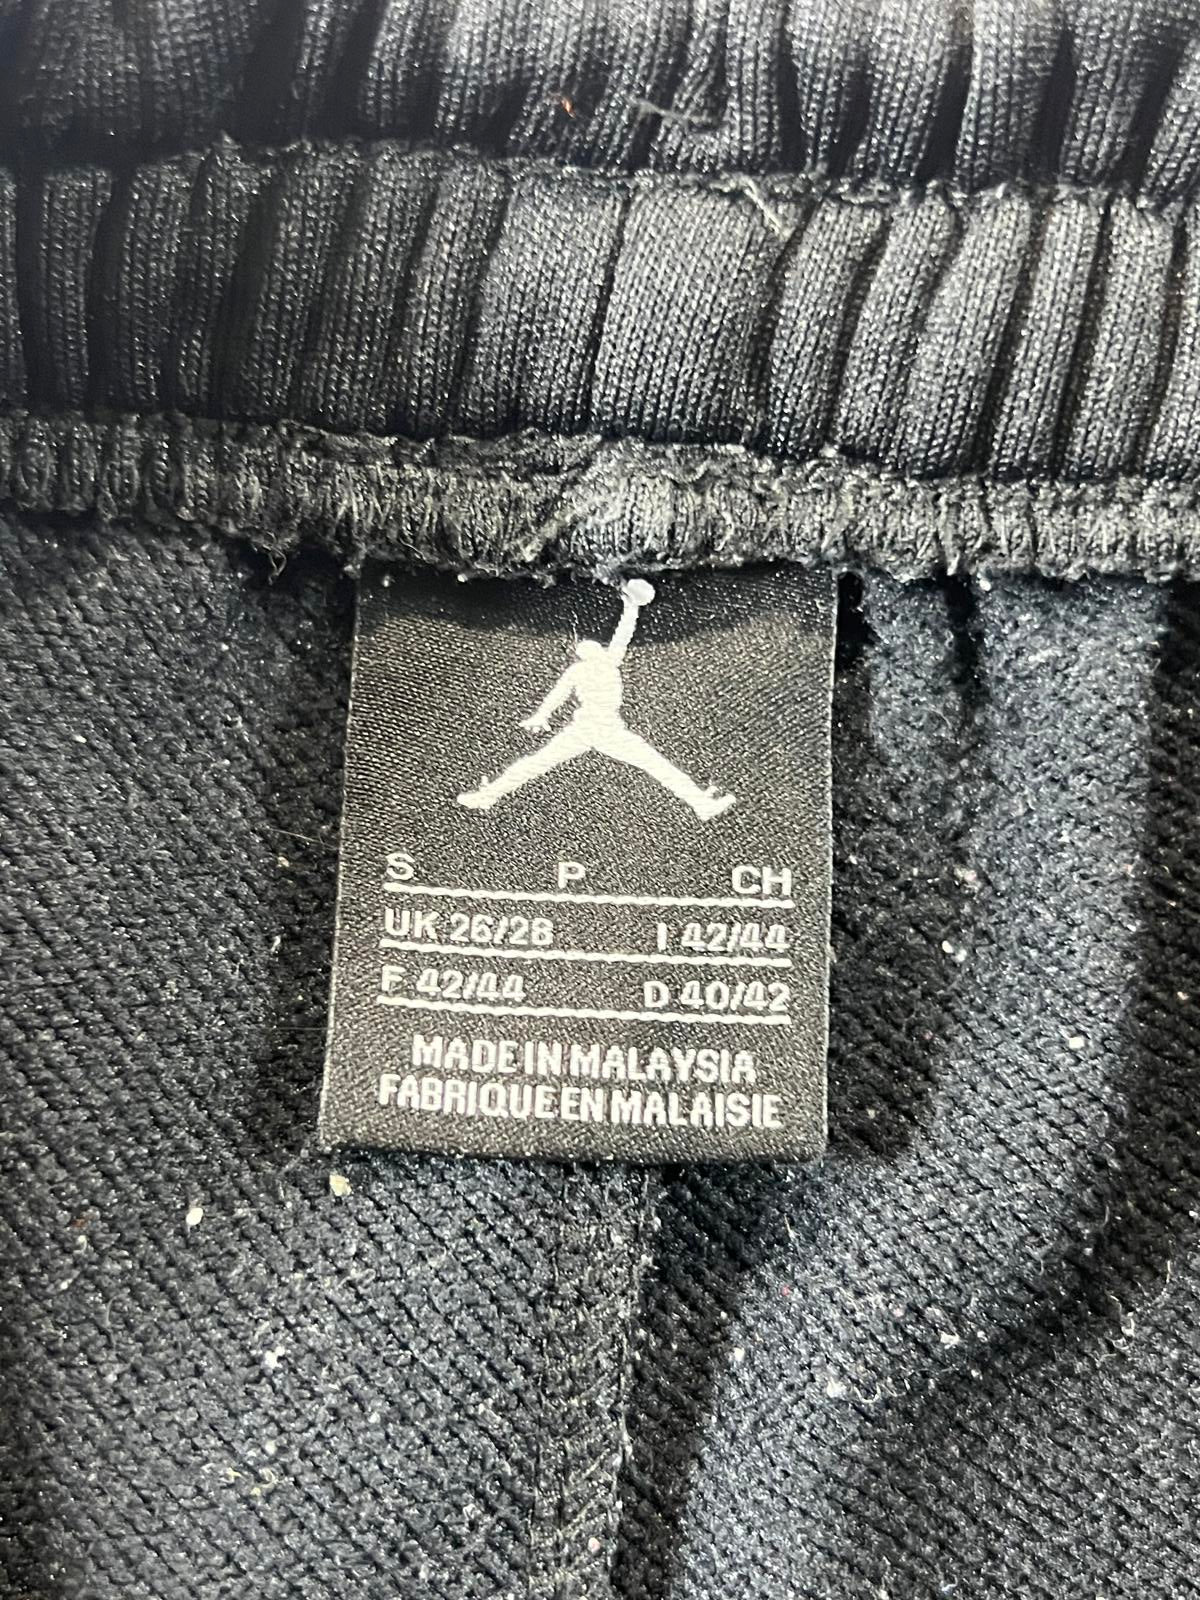 S P CH
UK 26/28 I 42/44
F 42/44 D 40/42
MADE IN MALAYSIA
FABRIQUE EN MALAISIE